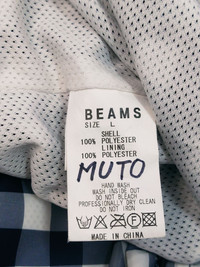 BEAMS
SIZE L
SHELL
100% POLYESTER
LINING
100% POLYESTER
MUTO
HAND WASH
WASH INSIDE OUT
DO NOT BLEACH
PROFESSIONALLY DRY CLEAN
DO NOT IRON
MADE IN CHINA